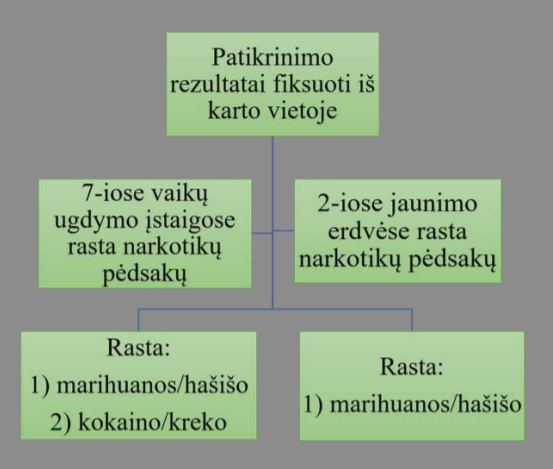 Patikrinimo
rezultatai fiksuoti iš
karto vietoje
7-iose vaikų
ugdymo įstaigose
rasta narkotikų
pėdsakų
2-iose jaunimo
erdvėse rasta
narkotikų pėdsakų
Rasta:
1) marihuanos/hašišo
2) kokaino/kreko
Rasta:
1) marihuanos/hašišo